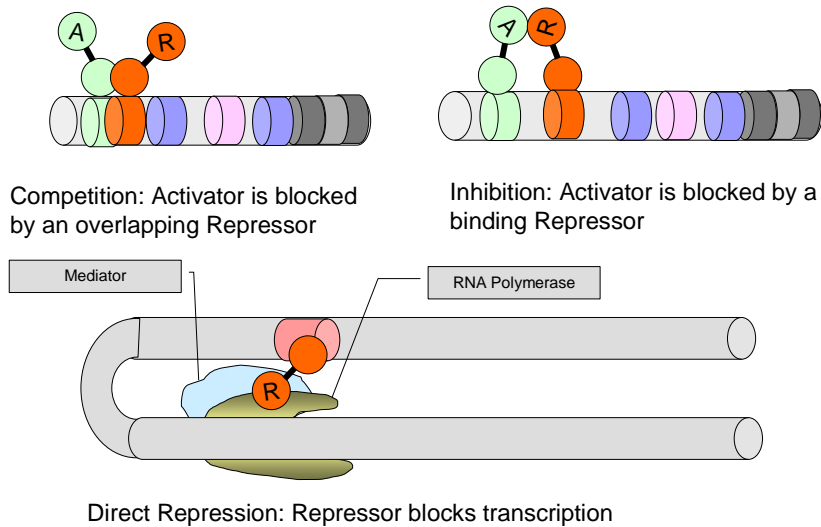 A R
A R
Competition: Activator is blocked
by an overlapping Repressor
Inhibition: Activator is blocked by a
binding Repressor
Mediator
RNA Polymerase
R
Direct Repression: Repressor blocks transcription